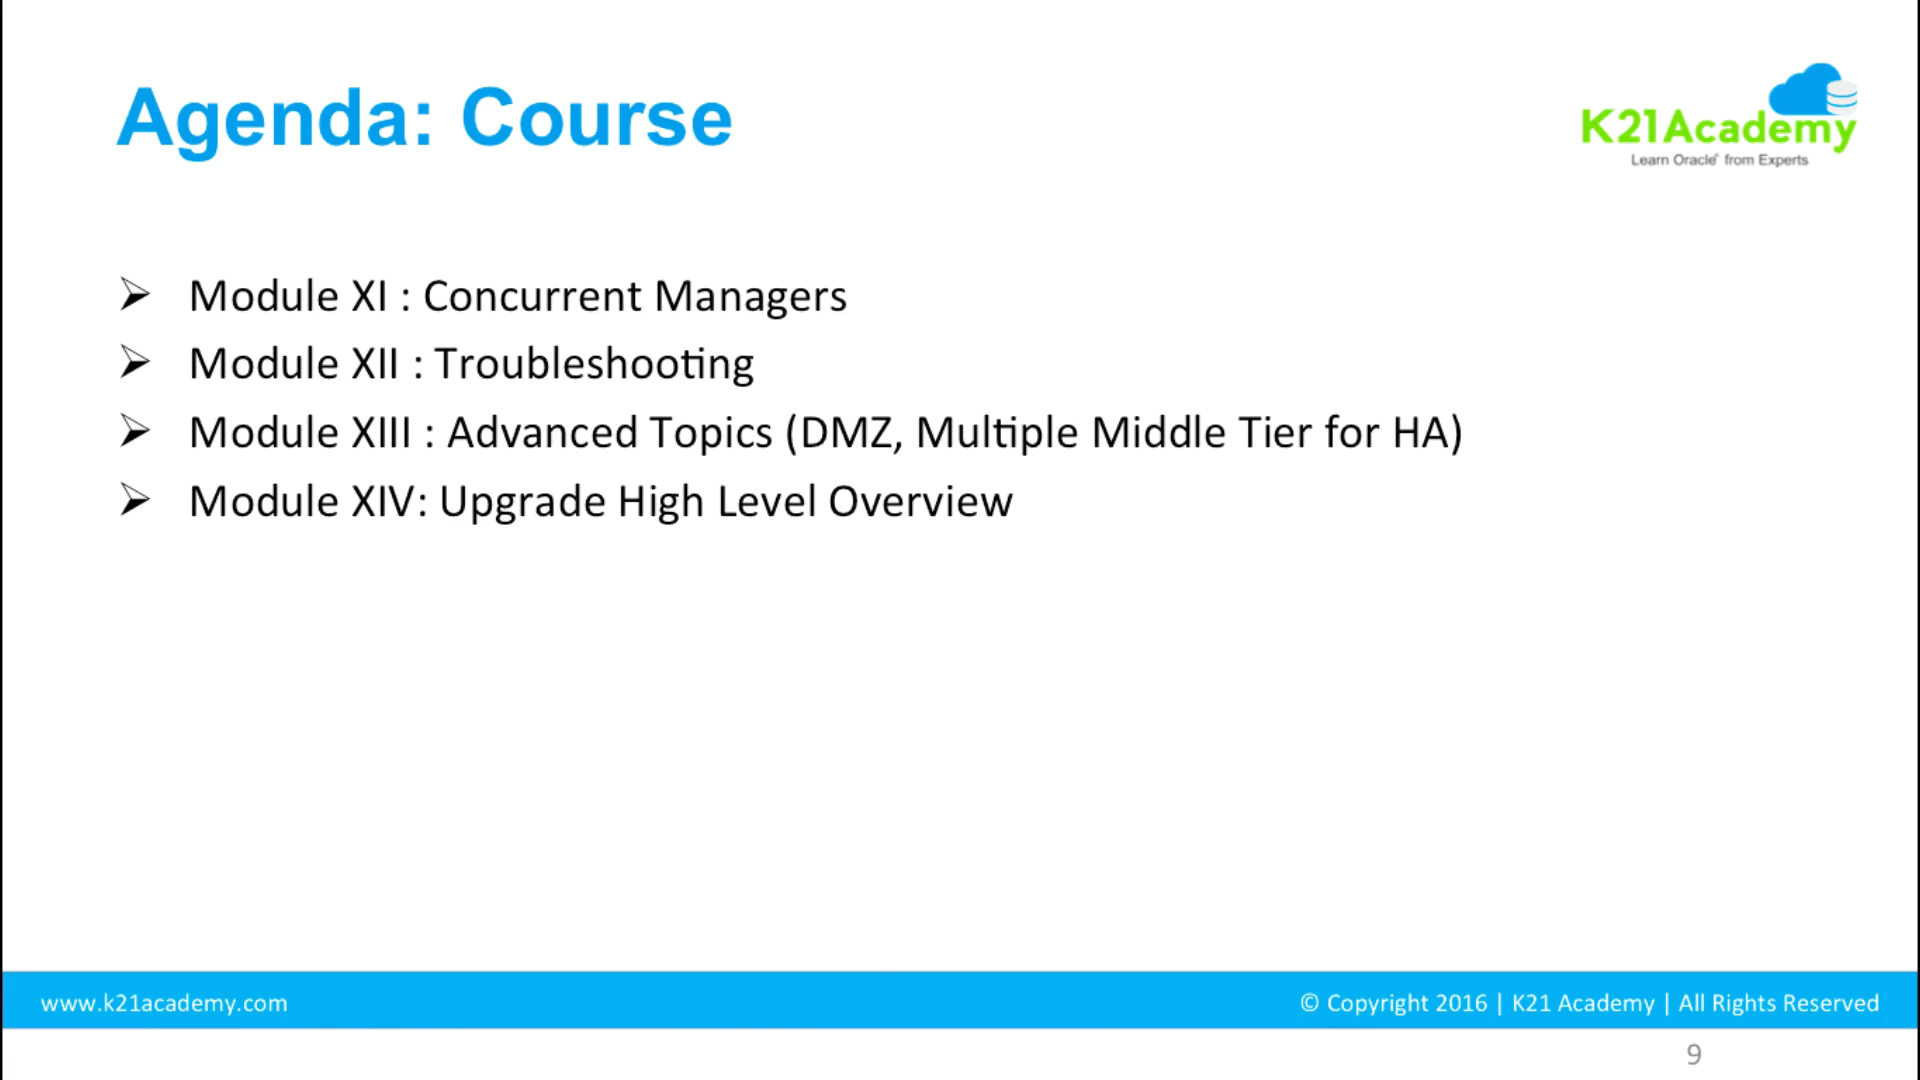 Agenda: Course
K21Academy
Learn Oracle® from Experts
Module XI : Concurrent Managers
Module XII : Troubleshooting
Module XIII : Advanced Topics (DMZ, Multiple Middle Tier for HA)
Module XIV: Upgrade High Level Overview
www.k21academy.com
© Copyright 2016 | K21 Academy | All Rights Reserved
9